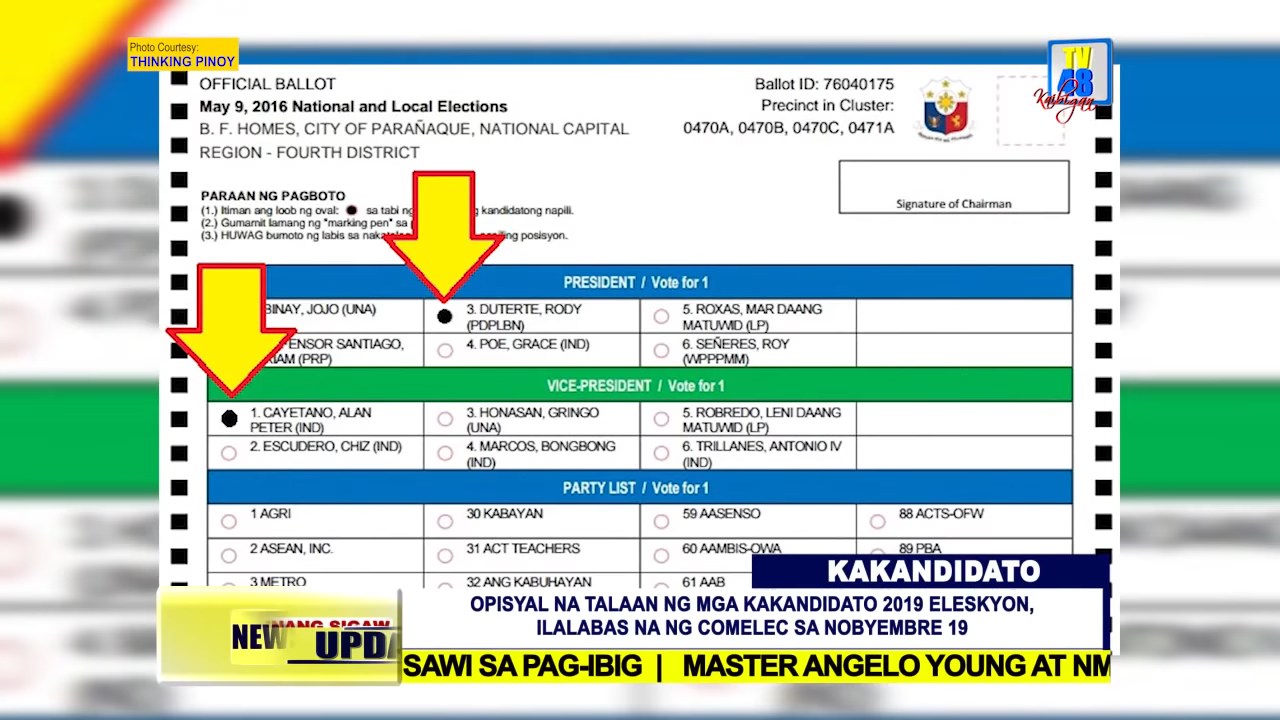 Photo Courtesy:
THINKING PINOY
TV
48
Kaibigan
OFFICIAL BALLOT
May 9, 2016 National and Local Elections
B. F. HOMES, CITY OF PARAÑAQUE, NATIONAL CAPITAL
REGION - FOURTH DISTRICT
Ballot ID: 76040175
Precinct in Cluster:
0470A, 0470B, 0470C, 0471A
Signature of Chairman
PARAAN NG PAGBOTO
(1.) Itiman ang loob ng oval: sa tabi ng kandidatong napili.
(2.) Gumamit lamang ng "marking pen" sa
(3.) HUWAG bumoto ng labis sa posisyon.
PRESIDENT / Vote for 1
BINAY, JOJO (UNA)
3. DUTERTE, RODY
(PDPLBN)
5. ROXAS, MAR DAANG
MATUWID (LP)
SANTIAGO,
(PRP)
4. POE, GRACE (IND)
6. SEÑERES, ROY
(WPPPMM)
VICE-PRESIDENT / Vote for 1
1. CAYETANO, ALAN
PETER (IND)
3. HONASAN, GRINGO
(UNA)
5. ROBREDO, LENI DAANG
MATUWID (LP)
2. ESCUDERO, CHIZ (IND)
4. MARCOS, BONGBONG
(IND)
6. TRILLANES, ANTONIO IV
(IND)
PARTY LIST / Vote for 1
1 AGRI
30 KABAYAN
59 AASENSO
88 ACTS-OFW
2 ASEAN, INC.
31 ACT TEACHERS
60 AAMBIS-OWA
89 PBA
3 METRO
32 ANG KABUHAYAN
61 AAB
KAKANDIDATO
OPISYAL NA TALAAN NG MGA KAKANDIDATO 2019 ELESKYON,
ILALABAS NA NG COMELEC SA NOBYEMBRE 19
SAWI SA PAG-IBIG | MASTER ANGELO YOUNG AT NM